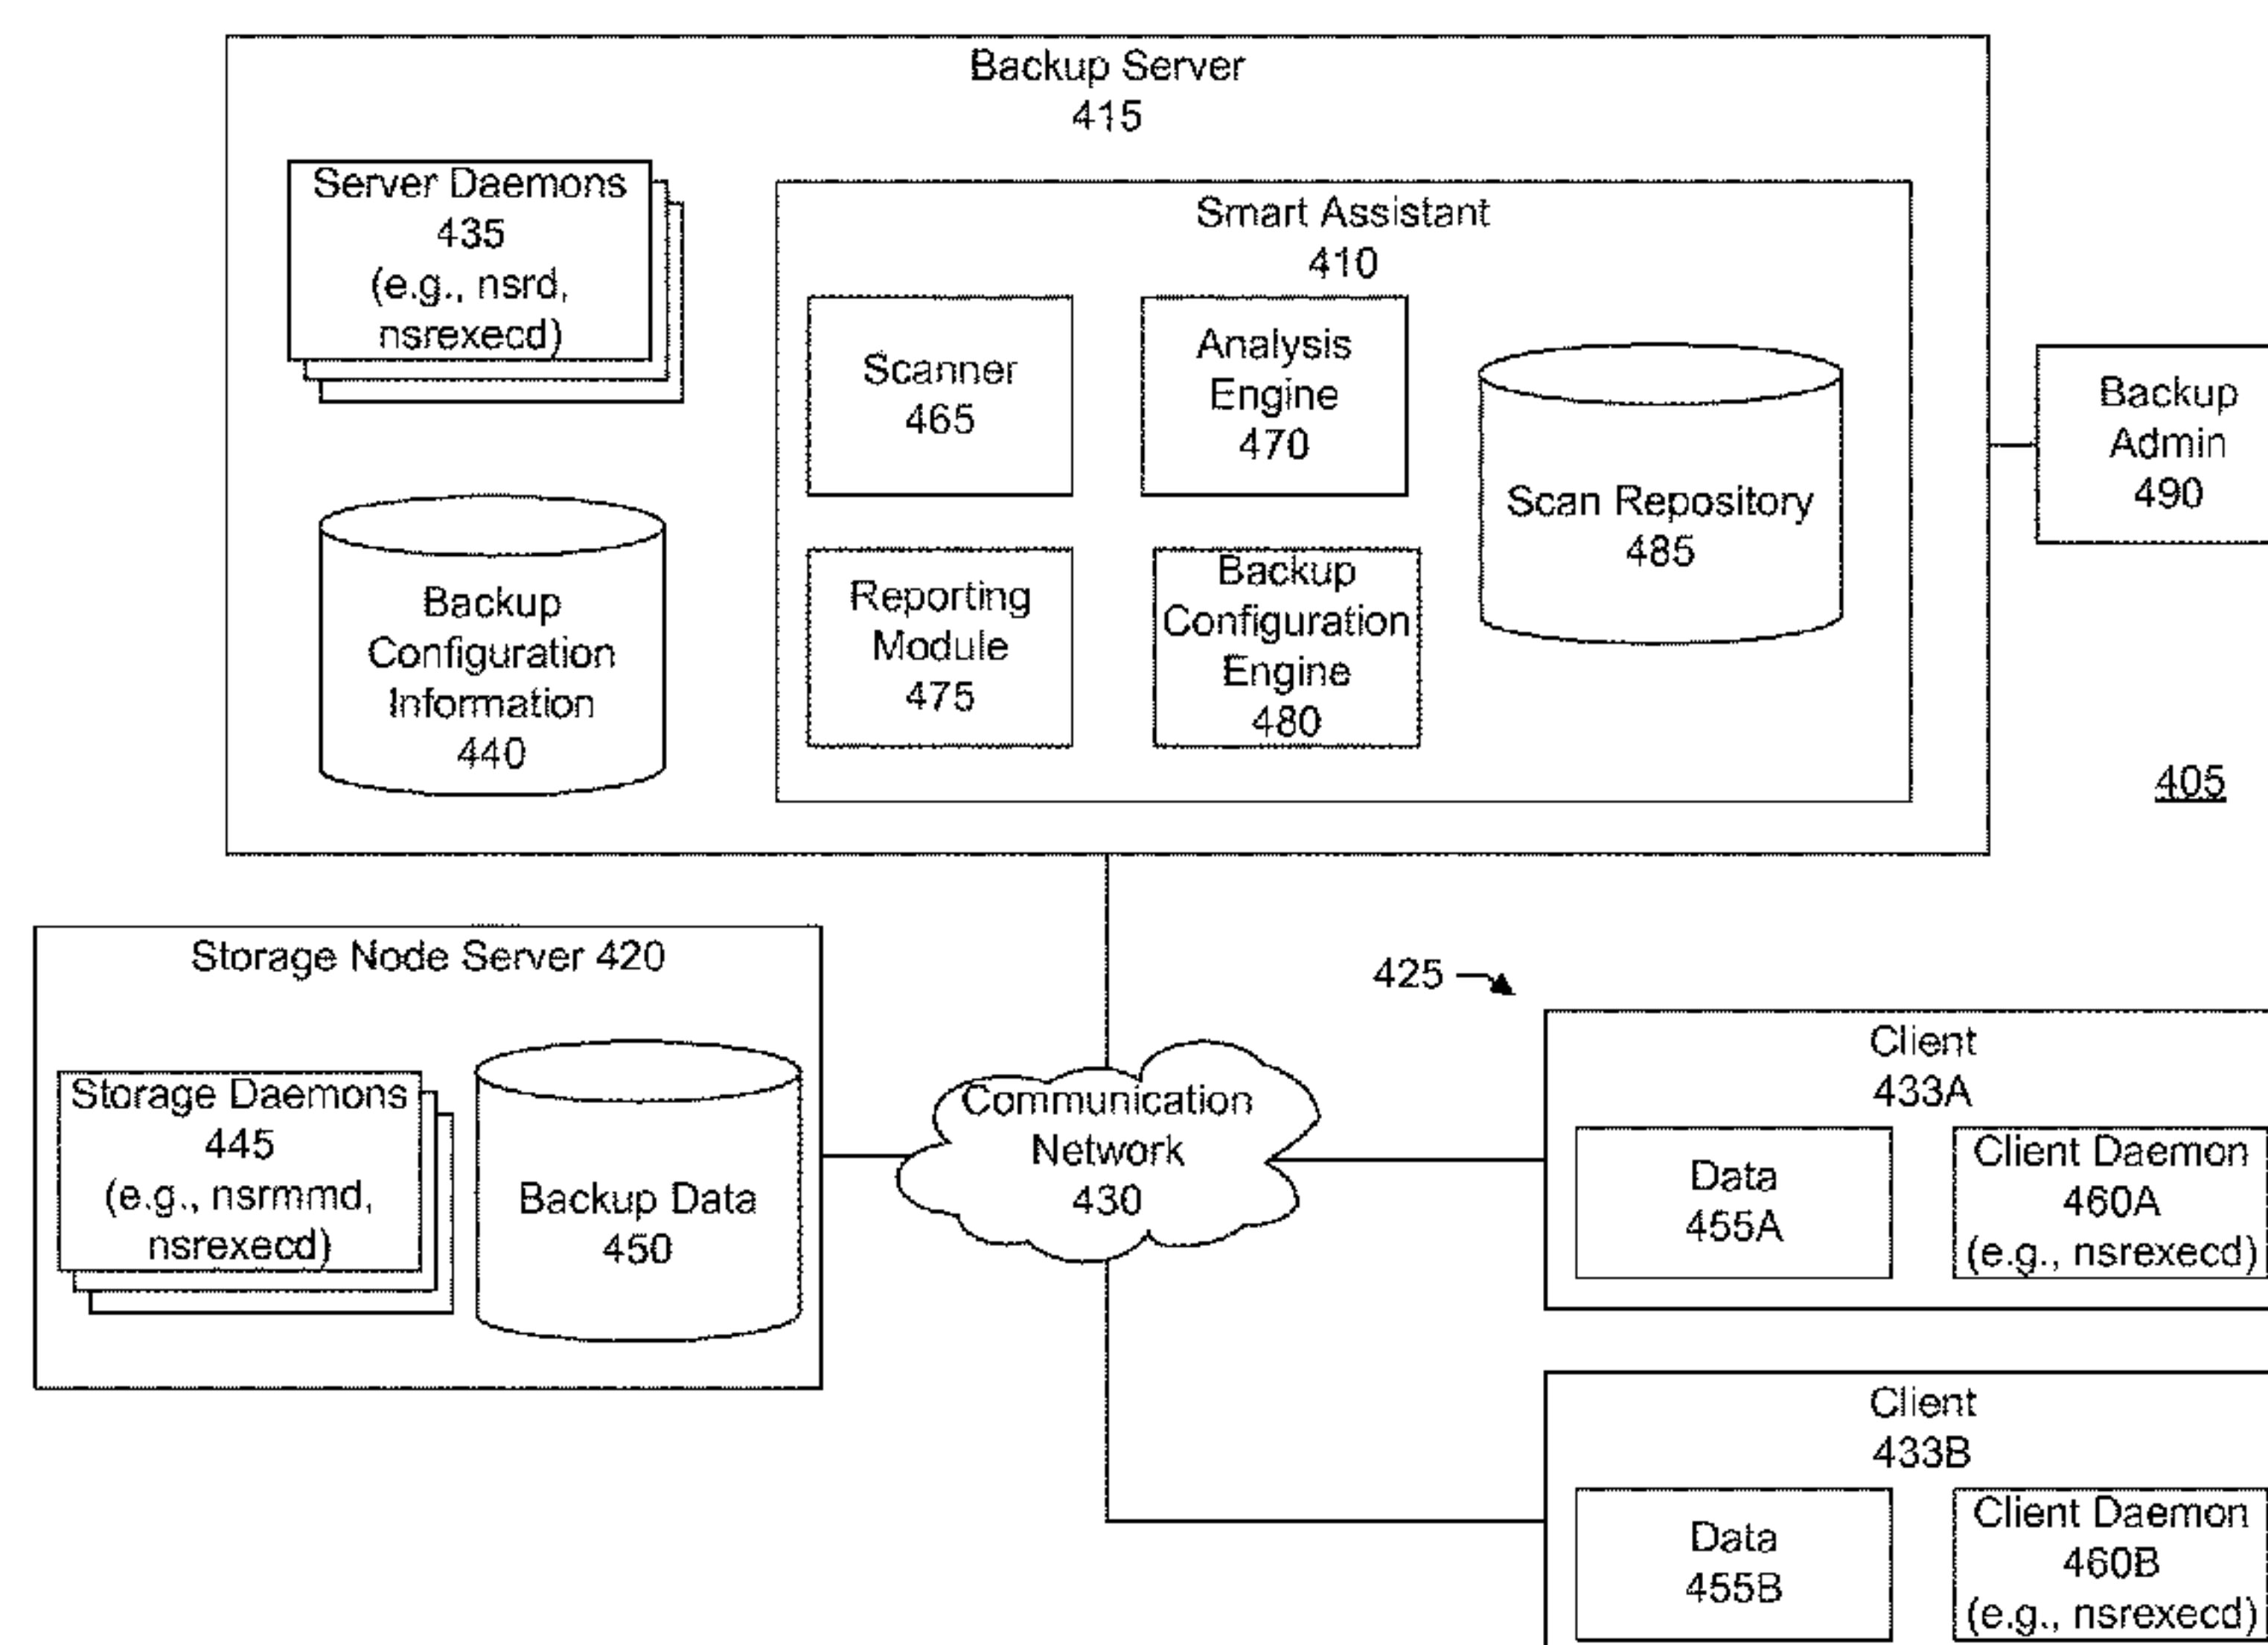 Backup Server
415
Server Daemons
435
(e.g., nsrd,
nsrexecd)
Smart Assistant
410
Scanner
465
Analysis
Engine
470
Scan Repository
485
Backup
Admin
490
Backup
Configuration
Information
440
Reporting
Module
475
Backup
Configuration
Engine
480
405
Storage Node Server 420
Storage Daemons
445
(e.g., nsrmmd,
nsrexecd)
Backup Data
450
Communication
Network
430
425
Client
433A
Data
455A
Client Daemon
460A
(e.g., nsrexecd)
Client
433B
Data
455B
Client Daemon
460B
(e.g., nsrexecd)